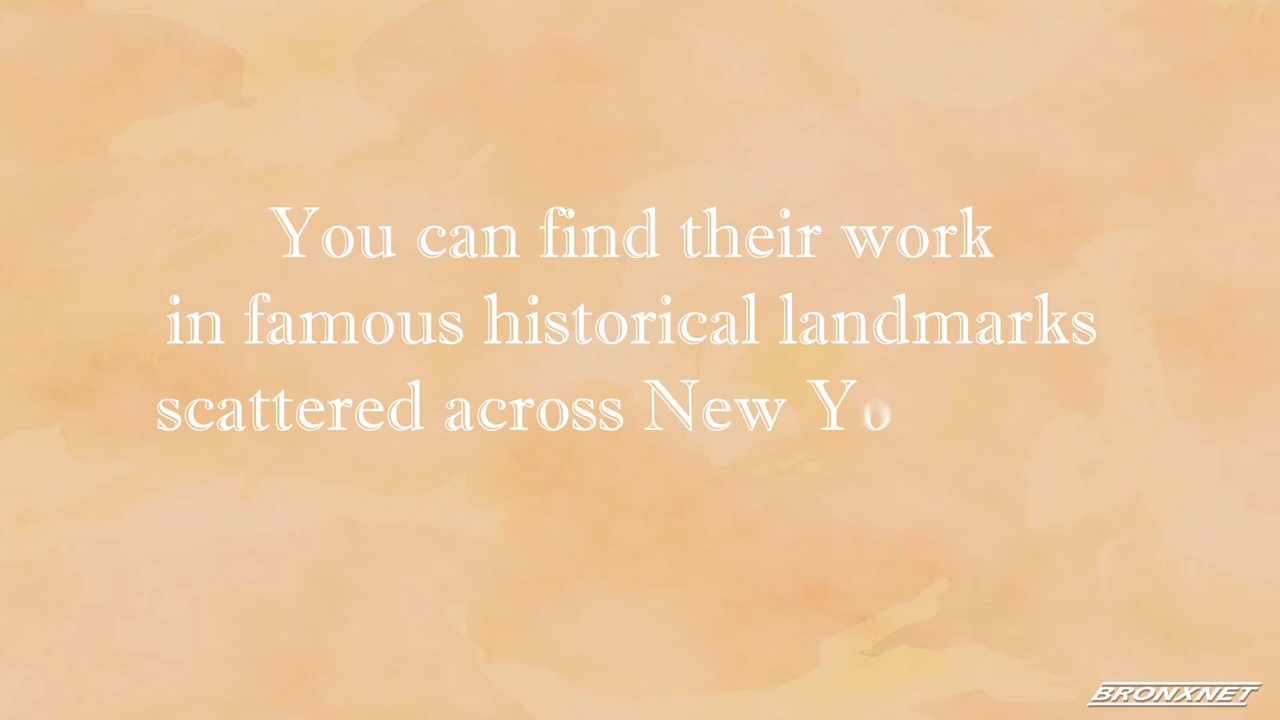 You can find their work
in famous historical landmarks
scattered across New Yo
BRONXNET